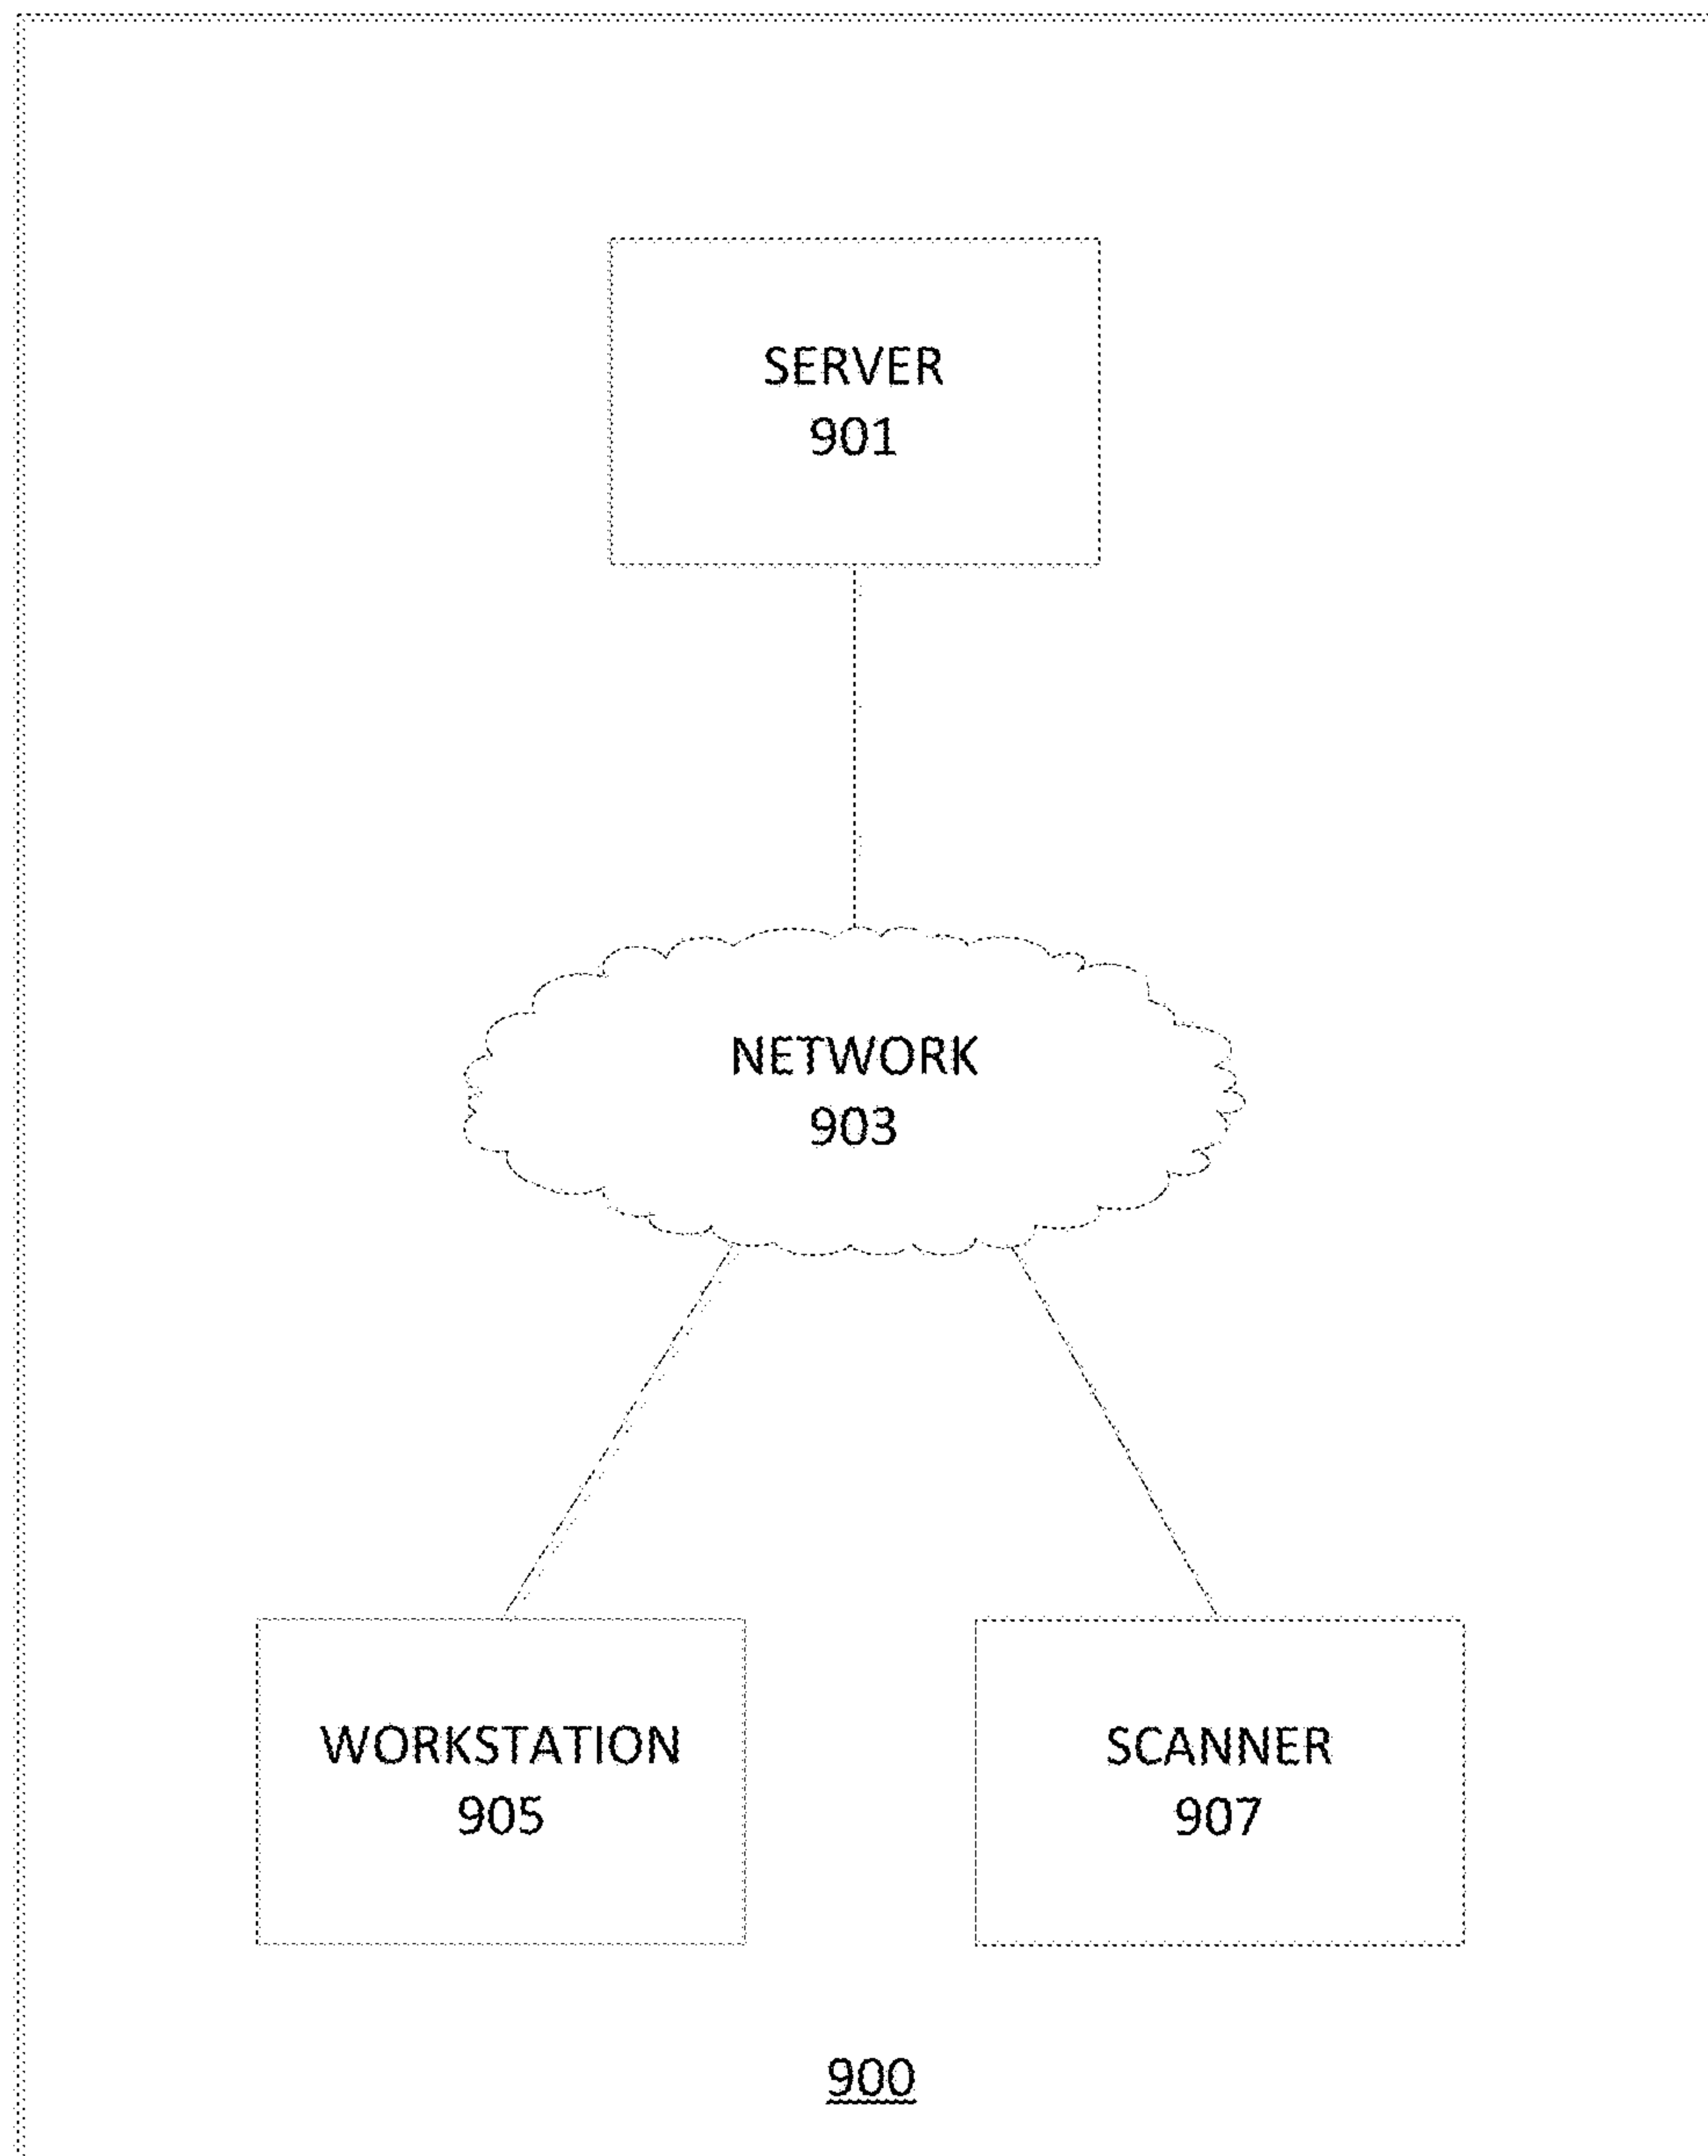 SERVER
901
NETWORK
903
WORKSTATION
905
SCANNER
907
900